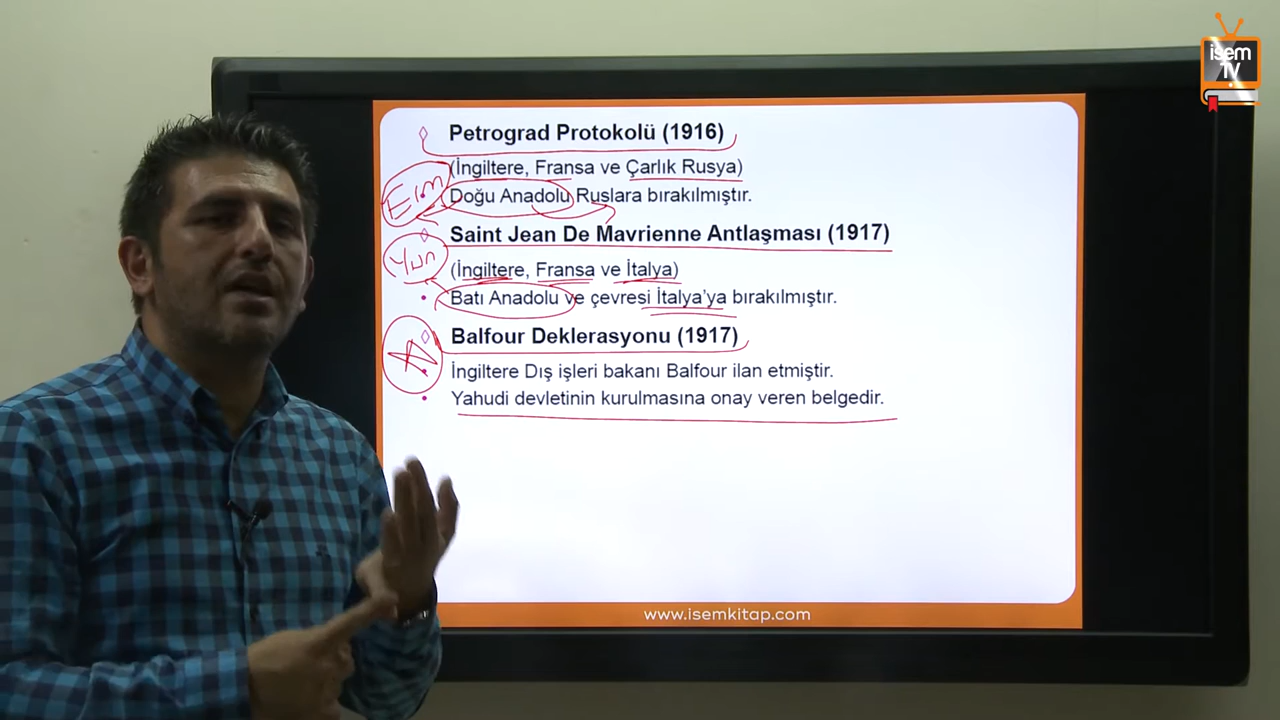 isem
TV
Petrograd Protokolü (1916)
(İngiltere, Fransa ve Çarlık Rusya)
Doğu Anadolu Ruslara bırakılmıştır.
Saint Jean De Mavrienne Antlaşması (1917)
(İngiltere, Fransa ve İtalya)
Batı Anadolu ve çevresi İtalya'ya bırakılmıştır.
Balfour Deklerasyonu (1917)
İngiltere Dış işleri bakanı Balfour ilan etmiştir.
Yahudi devletinin kurulmasına onay veren belgedir.
Yun
www.isemkitap.com